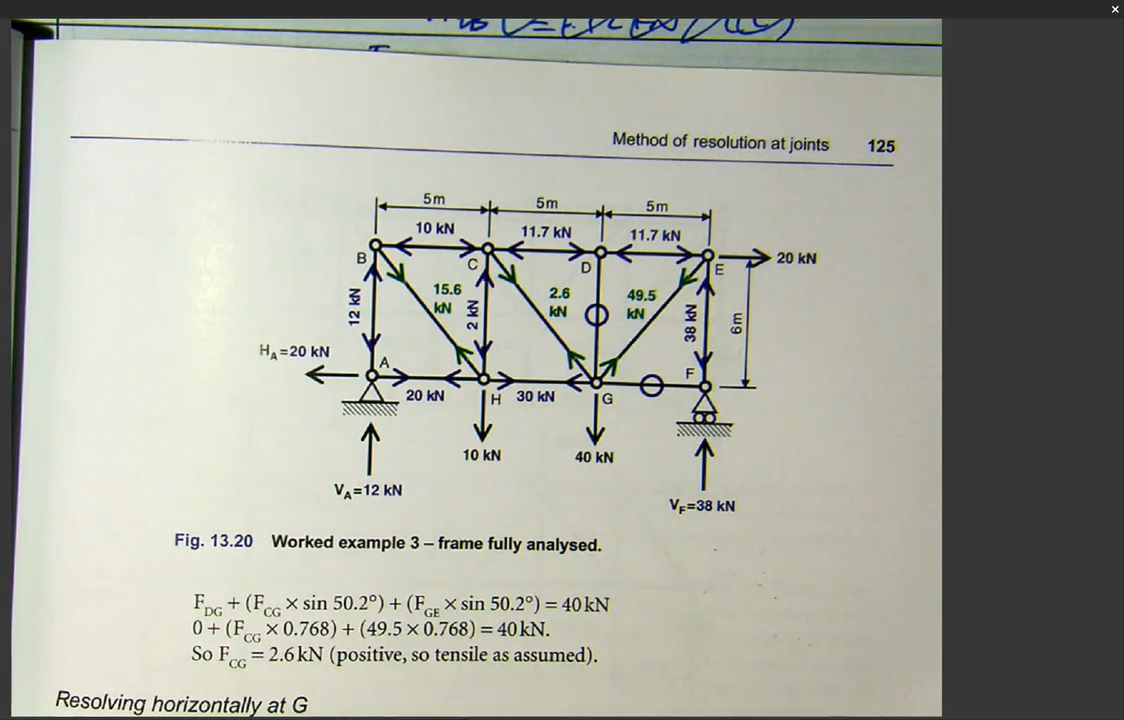 Method of resolution at joints 125
5m 5m 5m
10 kN 11.7 kN 11.7 kN
20 kN
B C D E
15.6 kN
2.6 kN
49.5 kN
12 kN
2 kN
38 kN
6m
H_A=20 kN
A F
20 kN H 30 kN G
10 kN 40 kN
V_A=12 kN
V_F=38 kN
Fig. 13.20 Worked example 3 – frame fully analysed.
F_DG + (F_CG × sin 50.2°) + (F_GE × sin 50.2°) = 40 kN
0 + (F_CG × 0.768) + (49.5 × 0.768) = 40 kN.
So F_CG = 2.6 kN (positive, so tensile as assumed).
Resolving horizontally at G